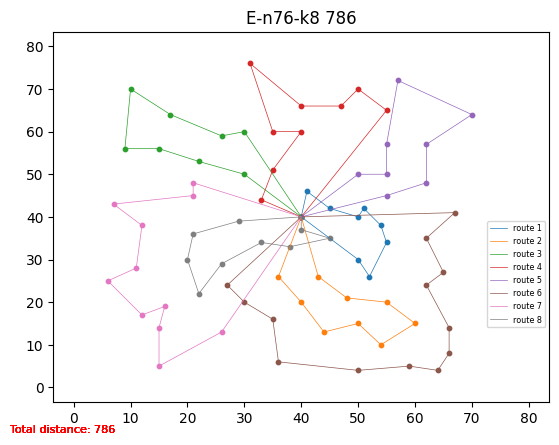 E-n76-k8 786
80
70
60
50
40
30
20
10
0
0 10 20 30 40 50 60 70 80
route 1
route 2
route 3
route 4
route 5
route 6
route 7
route 8
Total distance: 786